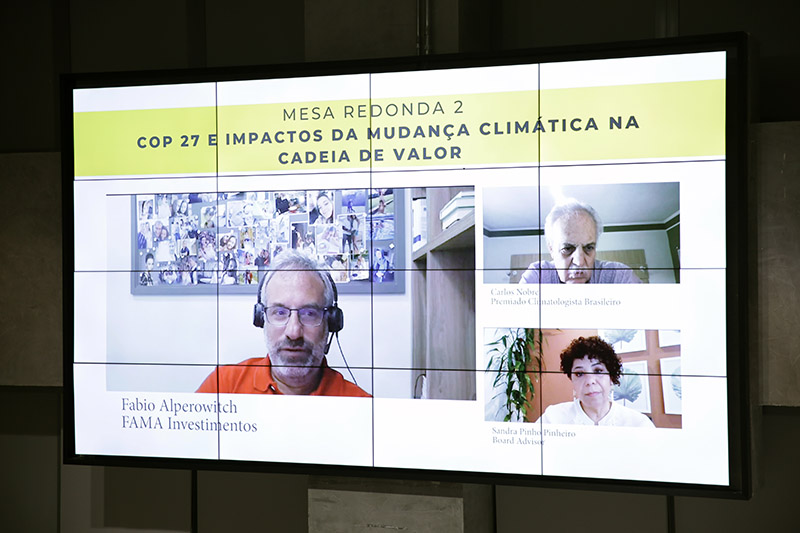 MESA REDONDA 2
COP 27 E IMPACTOS DA MUDANÇA CLIMÁTICA NA
CADEIA DE VALOR
Fabio Alperowitch
FAMA Investimentos
Carlos Nobre
Premiado Climatologista Brasileiro
Sandra Pinho Pinheiro
Board Advisor